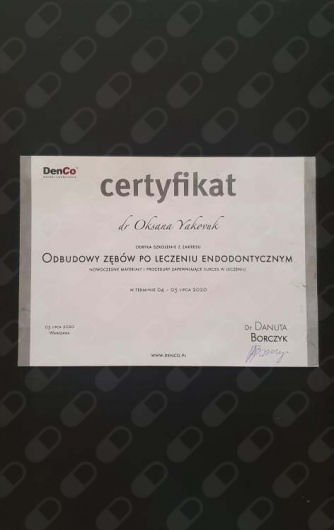 DenCo
certyfikat
dr Oksana Yakovuk
odbyła szkolenie z zakresu
Odbudowy zębów po leczeniu endodontycznym
nowoczesne materiały i procedury zapewniające sukces w leczeniu
w terminie 04 – 05 lipca 2020
05 lipca 2020
Warszawa
Dr Danuta
Borczyk
www.denco.pl